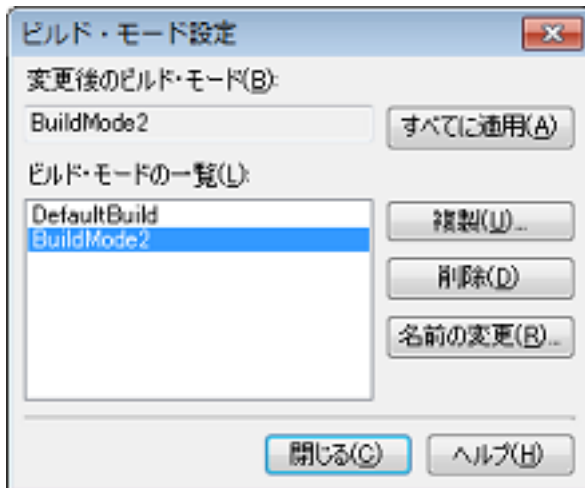 ビルド・モード設定
変更後のビルド・モード(B):
BuildMode2
すべてに適用(A)
ビルド・モードの一覧(L):
DefaultBuild
BuildMode2
複製(U)...
削除(D)
名前の変更(R)...
閉じる(C)
ヘルプ(H)